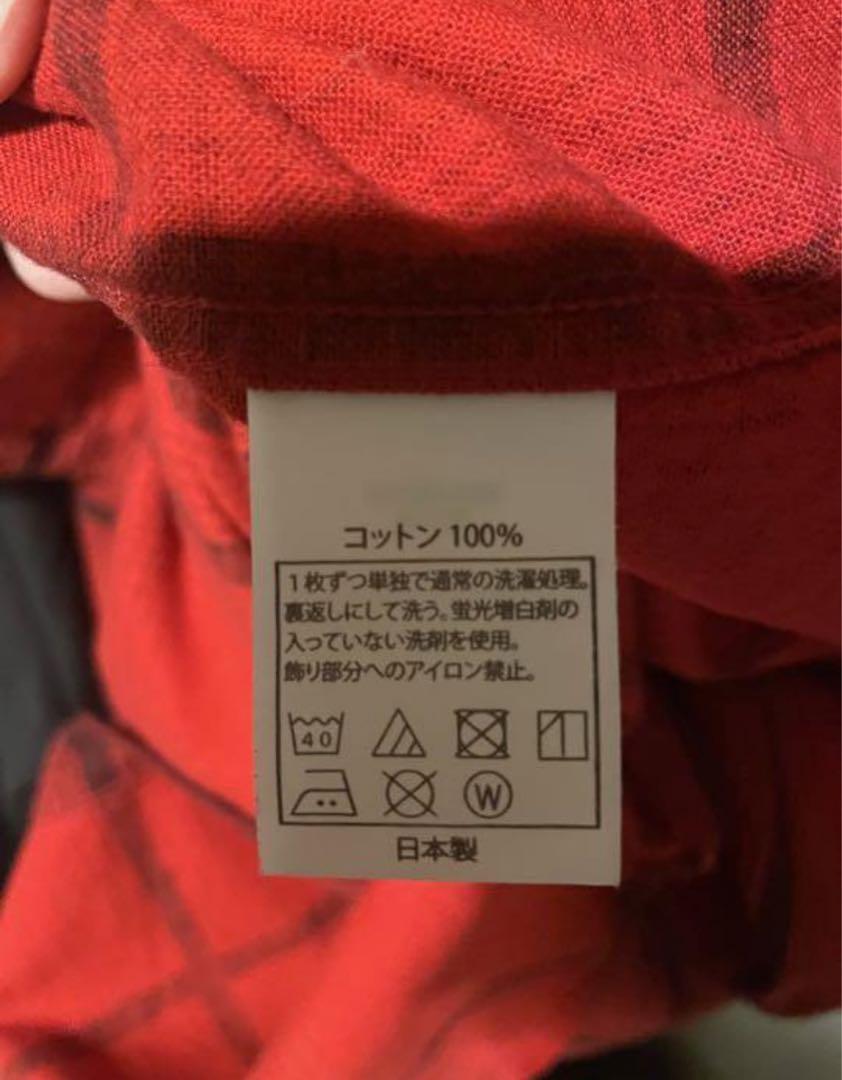 コットン 100%
1枚ずつ単独で通常の洗濯処理。
裏返しにして洗う。蛍光増白剤の
入っていない洗剤を使用。
飾り部分へのアイロン禁止。
40
W
日本製